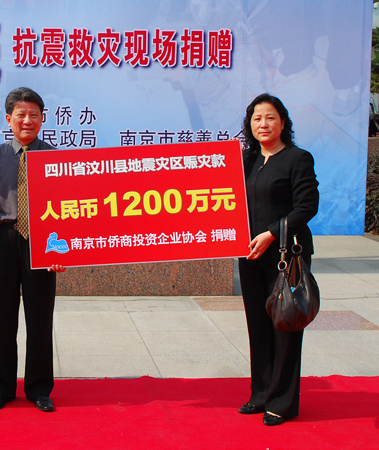 抗震救灾现场捐赠
市侨办
民政局 南京市慈善总会
四川省汶川县地震灾区赈灾款
人民币1200万元
南京市侨商投资企业协会 捐赠